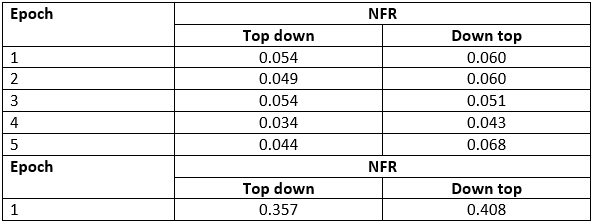 Epoch NFR
Top down Down top
1 0.054 0.060
2 0.049 0.060
3 0.054 0.051
4 0.034 0.043
5 0.044 0.068
Epoch NFR
Top down Down top
1 0.357 0.408